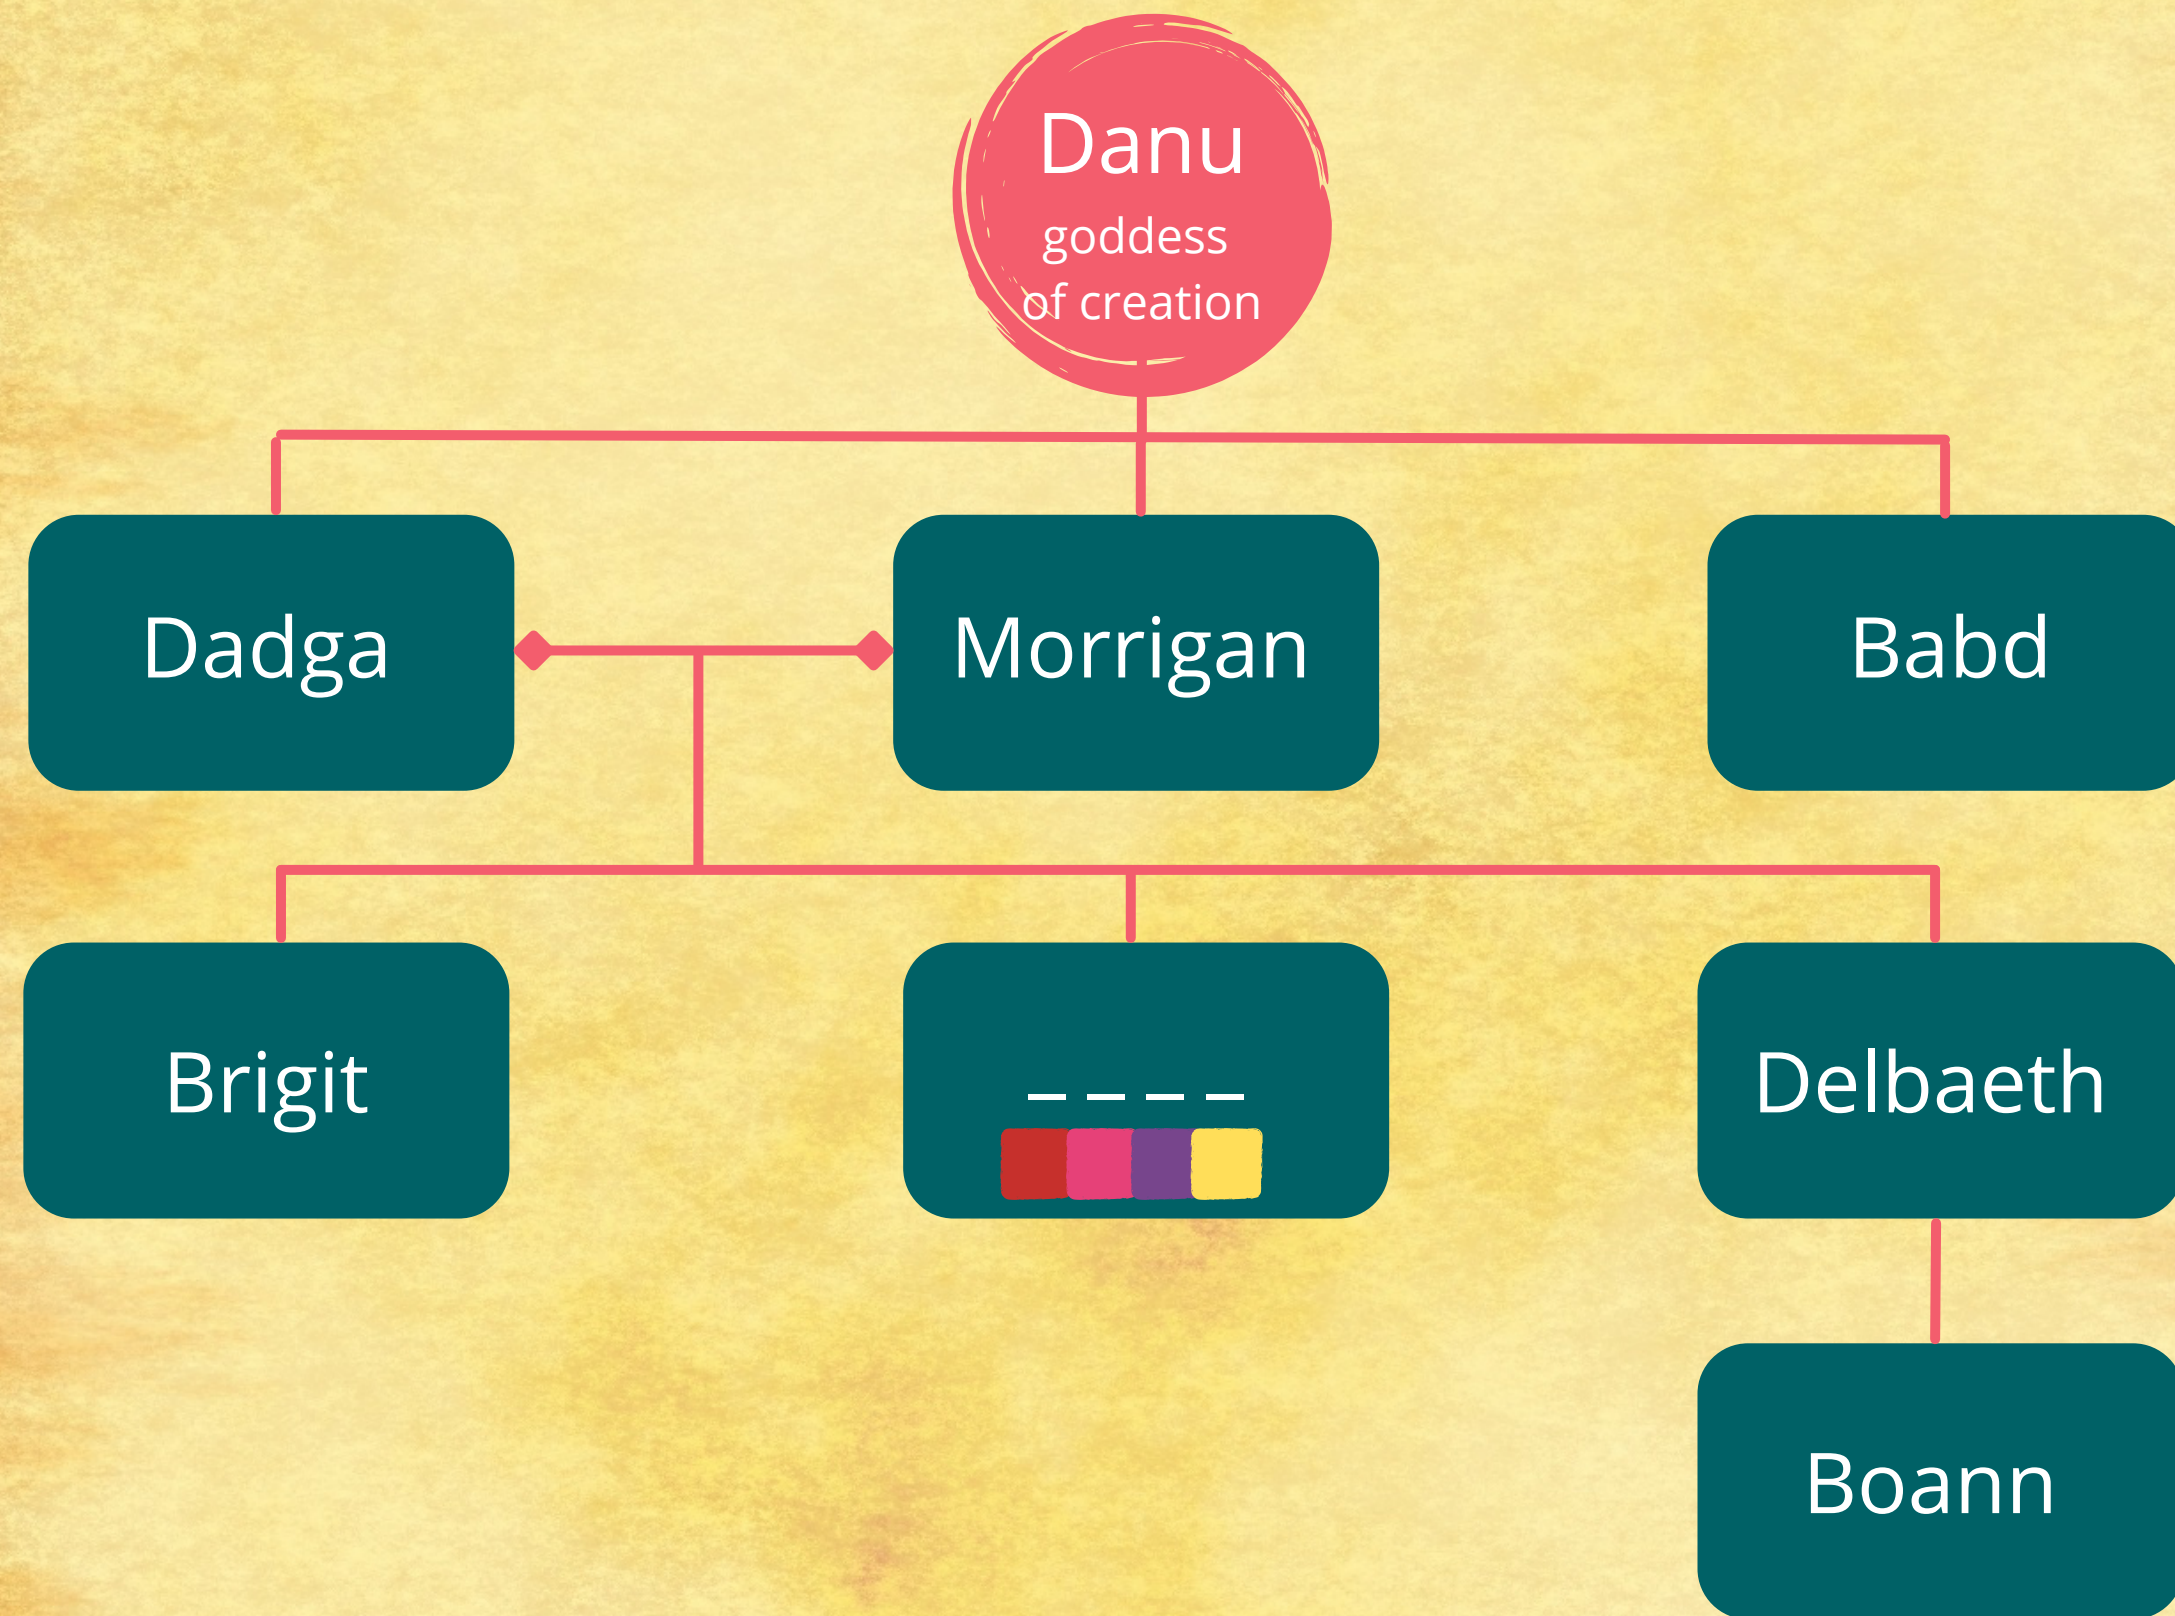 Danu
goddess
of creation
Dadga
Morrigan
Babd
Brigit
_ _ _ _
Delbaeth
Boann